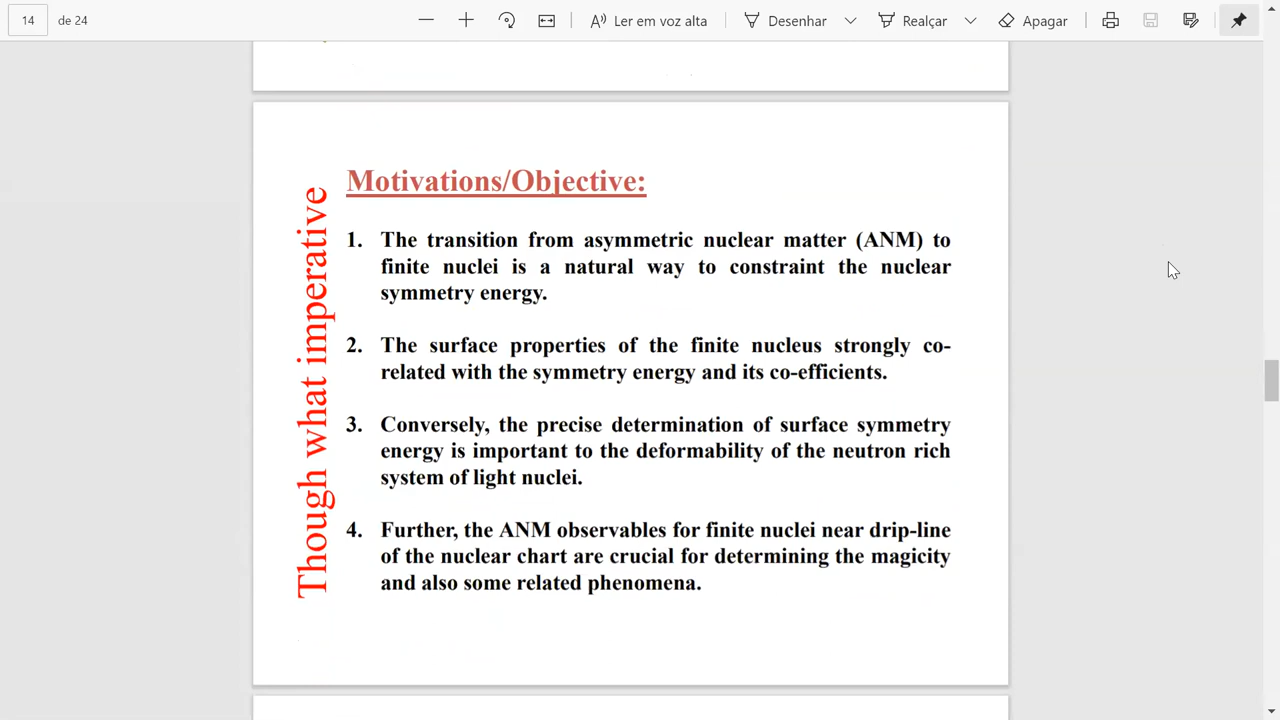 14 de 24 Ler em voz alta Desenhar Realçar Apagar
Motivations/Objective:
Though what imperative
1. The transition from asymmetric nuclear matter (ANM) to
finite nuclei is a natural way to constraint the nuclear
symmetry energy.
2. The surface properties of the finite nucleus strongly co-
related with the symmetry energy and its co-efficients.
3. Conversely, the precise determination of surface symmetry
energy is important to the deformability of the neutron rich
system of light nuclei.
4. Further, the ANM observables for finite nuclei near drip-line
of the nuclear chart are crucial for determining the magicity
and also some related phenomena.